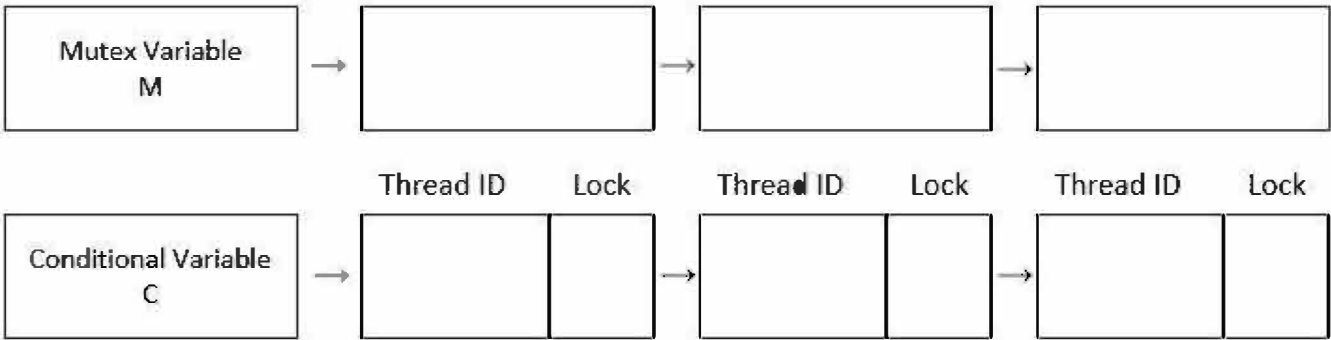 Mutex Variable
M
Thread ID Lock Thread ID Lock Thread ID Lock
Conditional Variable
C